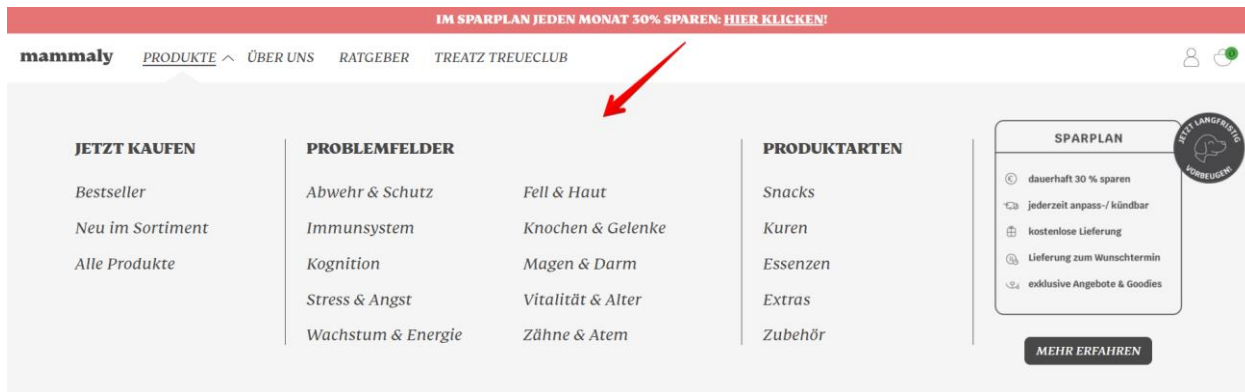 IM SPARPLAN JEDEN MONAT 30% SPAREN: HIER KLICKEN!
mammaly PRODUKTE ÜBER UNS RATGEBER TREATZ TREUECLUB 0
JETZT KAUFEN
Bestseller
Neu im Sortiment
Alle Produkte
PROBLEMFELDER
Abwehr & Schutz
Immunsystem
Kognition
Stress & Angst
Wachstum & Energie
Fell & Haut
Knochen & Gelenke
Magen & Darm
Vitalität & Alter
Zähne & Atem
PRODUKTARTEN
Snacks
Kuren
Essenzen
Extras
Zubehör
SPARPLAN
dauerhaft 30 % sparen
jederzeit anpass-/ kündbar
kostenlose Lieferung
Lieferung zum Wunschtermin
exklusive Angebote & Goodies
JETZT LANGFRISTIG
VORBEUGEN!
MEHR ERFAHREN